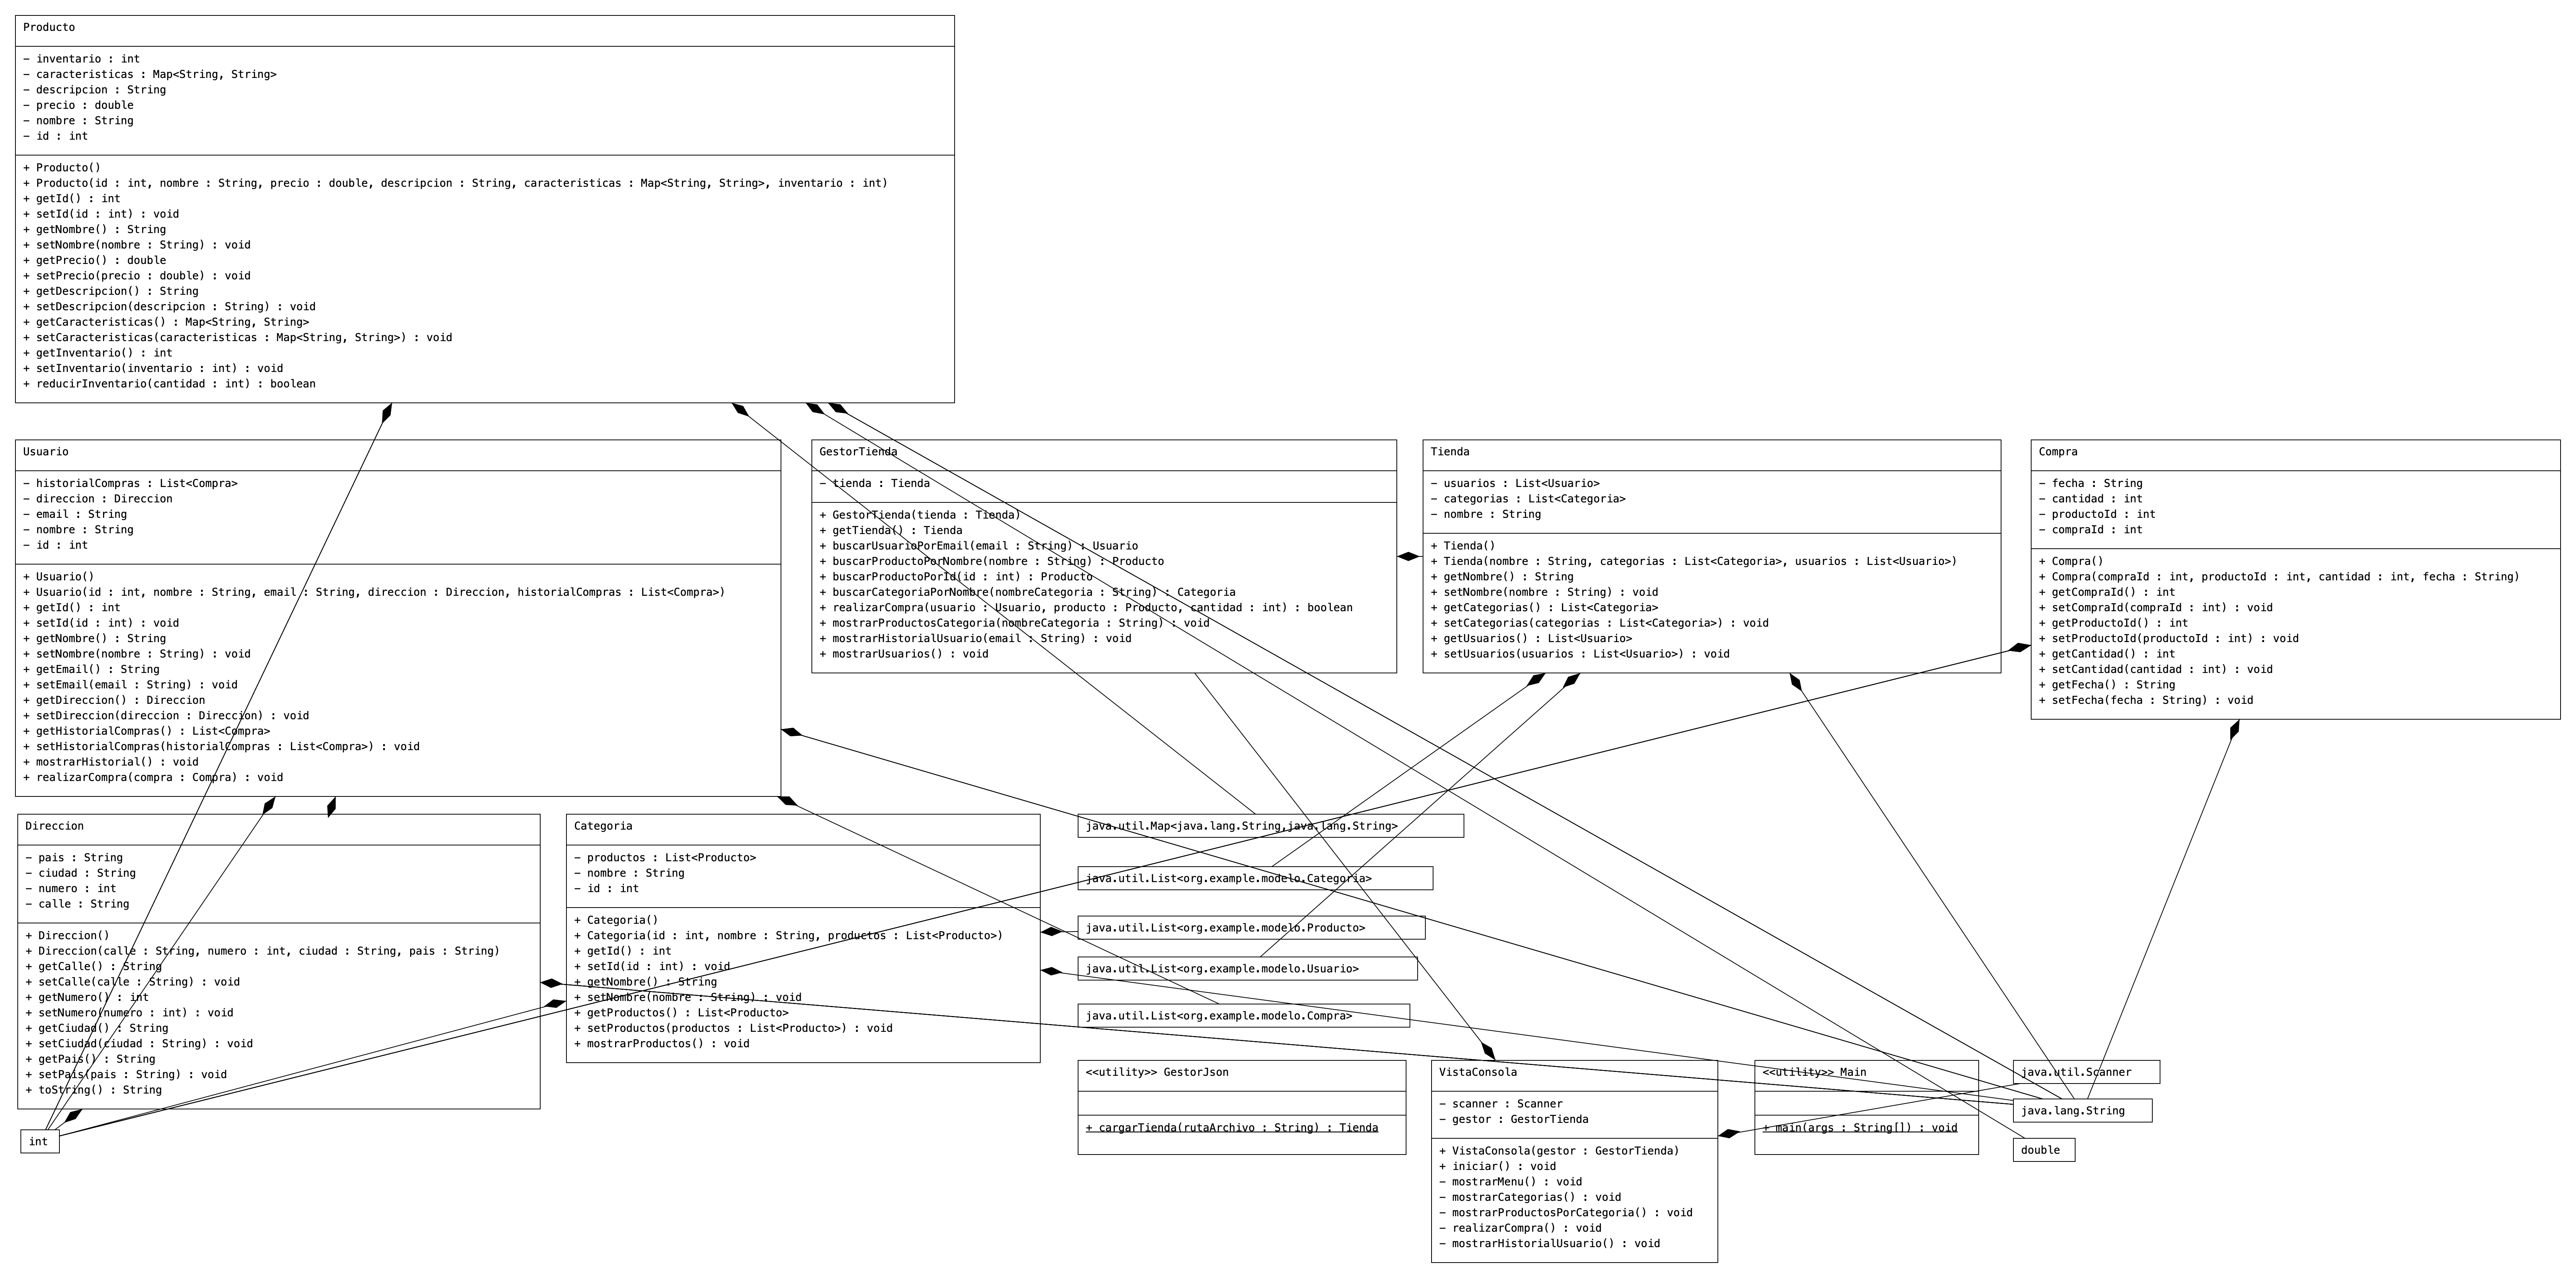 Producto
− inventario : int
− caracteristicas : Map<String, String>
− descripcion : String
− precio : double
− nombre : String
− id : int
+ Producto()
+ Producto(id : int, nombre : String, precio : double, descripcion : String, caracteristicas : Map<String, String>, inventario : int)
+ getId() : int
+ setId(id : int) : void
+ getNombre() : String
+ setNombre(nombre : String) : void
+ getPrecio() : double
+ setPrecio(precio : double) : void
+ getDescripcion() : String
+ setDescripcion(descripcion : String) : void
+ getCaracteristicas() : Map<String, String>
+ setCaracteristicas(caracteristicas : Map<String, String>) : void
+ getInventario() : int
+ setInventario(inventario : int) : void
+ reducirInventario(cantidad : int) : boolean
Usuario
− historialCompras : List<Compra>
− direccion : Direccion
− email : String
− nombre : String
− id : int
+ Usuario()
+ Usuario(id : int, nombre : String, email : String, direccion : Direccion, historialCompras : List<Compra>)
+ getId() : int
+ setId(id : int) : void
+ getNombre() : String
+ setNombre(nombre : String) : void
+ getEmail() : String
+ setEmail(email : String) : void
+ getDireccion() : Direccion
+ setDireccion(direccion : Direccion) : void
+ getHistorialCompras() : List<Compra>
+ setHistorialCompras(historialCompras : List<Compra>) : void
+ mostrarHistorial() : void
+ realizarCompra(compra : Compra) : void
GestorTienda
− tienda : Tienda
+ GestorTienda(tienda : Tienda)
+ getTienda() : Tienda
+ buscarUsuarioPorEmail(email : String) : Usuario
+ buscarProductoPorNombre(nombre : String) : Producto
+ buscarProductoPorId(id : int) : Producto
+ buscarCategoriaPorNombre(nombreCategoria : String) : Categoria
+ realizarCompra(usuario : Usuario, producto : Producto, cantidad : int) : boolean
+ mostrarProductosCategoria(nombreCategoria : String) : void
+ mostrarHistorialUsuario(email : String) : void
+ mostrarUsuarios() : void
Tienda
− usuarios : List<Usuario>
− categorias : List<Categoria>
− nombre : String
+ Tienda()
+ Tienda(nombre : String, categorias : List<Categoria>, usuarios : List<Usuario>)
+ getNombre() : String
+ setNombre(nombre : String) : void
+ getCategorias() : List<Categoria>
+ setCategorias(categorias : List<Categoria>) : void
+ getUsuarios() : List<Usuario>
+ setUsuarios(usuarios : List<Usuario>) : void
Compra
− fecha : String
− cantidad : int
− productoId : int
− compraId : int
+ Compra()
+ Compra(compraId : int, productoId : int, cantidad : int, fecha : String)
+ getCompraId() : int
+ setCompraId(compraId : int) : void
+ getProductoId() : int
+ setProductoId(productoId : int) : void
+ getCantidad() : int
+ setCantidad(cantidad : int) : void
+ getFecha() : String
+ setFecha(fecha : String) : void
Direccion
− pais : String
− ciudad : String
− numero : int
− calle : String
+ Direccion()
+ Direccion(calle : String, numero : int, ciudad : String, pais : String)
+ getCalle() : String
+ setCalle(calle : String) : void
+ getNumero() : int
+ setNumero(numero : int) : void
+ getCiudad() : String
+ setCiudad(ciudad : String) : void
+ getPais() : String
+ setPais(pais : String) : void
+ toString() : String
Categoria
− productos : List<Producto>
− nombre : String
− id : int
+ Categoria()
+ Categoria(id : int, nombre : String, productos : List<Producto>)
+ getId() : int
+ setId(id : int) : void
+ getNombre() : String
+ setNombre(nombre : String) : void
+ getProductos() : List<Producto>
+ setProductos(productos : List<Producto>) : void
+ mostrarProductos() : void
java.util.Map<java.lang.String,java.lang.String>
java.util.List<org.example.modelo.Categoria>
java.util.List<org.example.modelo.Producto>
java.util.List<org.example.modelo.Usuario>
java.util.List<org.example.modelo.Compra>
<<utility>> GestorJson
+ cargarTienda(rutaArchivo : String) : Tienda
VistaConsola
− scanner : Scanner
− gestor : GestorTienda
+ VistaConsola(gestor : GestorTienda)
+ iniciar() : void
− mostrarMenu() : void
− mostrarCategorias() : void
− mostrarProductosPorCategoria() : void
− realizarCompra() : void
− mostrarHistorialUsuario() : void
<<utility>> Main
+ main(args : String[]) : void
java.util.Scanner
java.lang.String
double
int